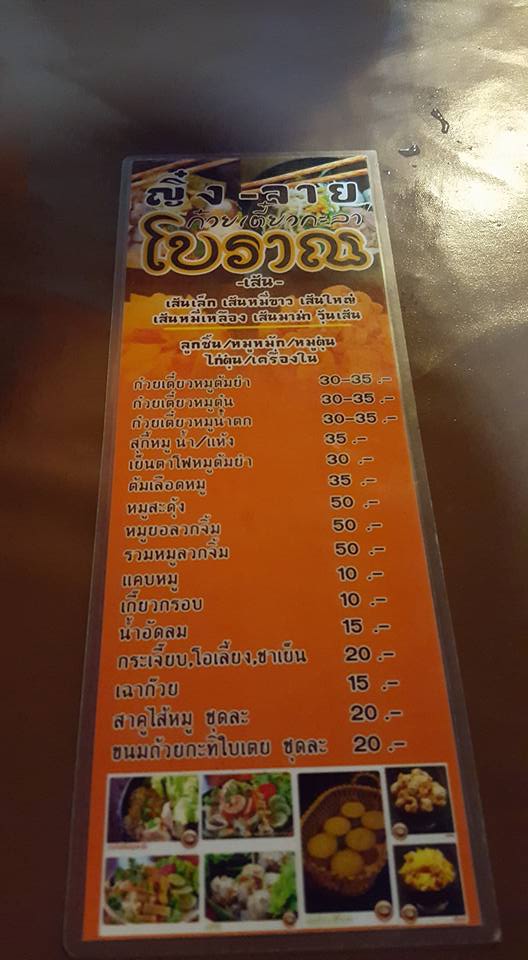 ญิ๋ง-ลาย
ก๋วยเตี๋ยวกะลา
โบราณ
-เส้น-
เส้นเล็ก เส้นหมี่ขาว เส้นใหญ่
เส้นหมี่เหลือง เส้นมาม่า วุ้นเส้น
ลูกชิ้น/หมูหมัก/หมูตุ๋น
ไก่ตุ๋น/เครื่องใน
ก๋วยเตี๋ยวหมูต้มยำ 30-35 .-
ก๋วยเตี๋ยวหมูตุ๋น 30-35 .-
ก๋วยเตี๋ยวหมูน้ำตก 30-35 .-
สุกี้หมู น้ำ/แห้ง 35 .-
เย็นตาโฟหมูต้มยำ 30 .-
ต้มเลือดหมู 35 .-
หมูสะดุ้ง 50 .-
หมูยอลวกจิ้ม 50 .-
รวมหมูลวกจิ้ม 50 .-
แคบหมู 10 .-
เกี๊ยวกรอบ 10 .-
น้ำอัดลม 15 .-
กระเจี๊ยบ,โอเลี้ยง,ชาเย็น 20 .-
เฉาก๊วย 15 .-
สาคูไส้หมู ชุดละ 20 .-
ขนมถ้วยกะทิใบเตย ชุดละ 20 .-